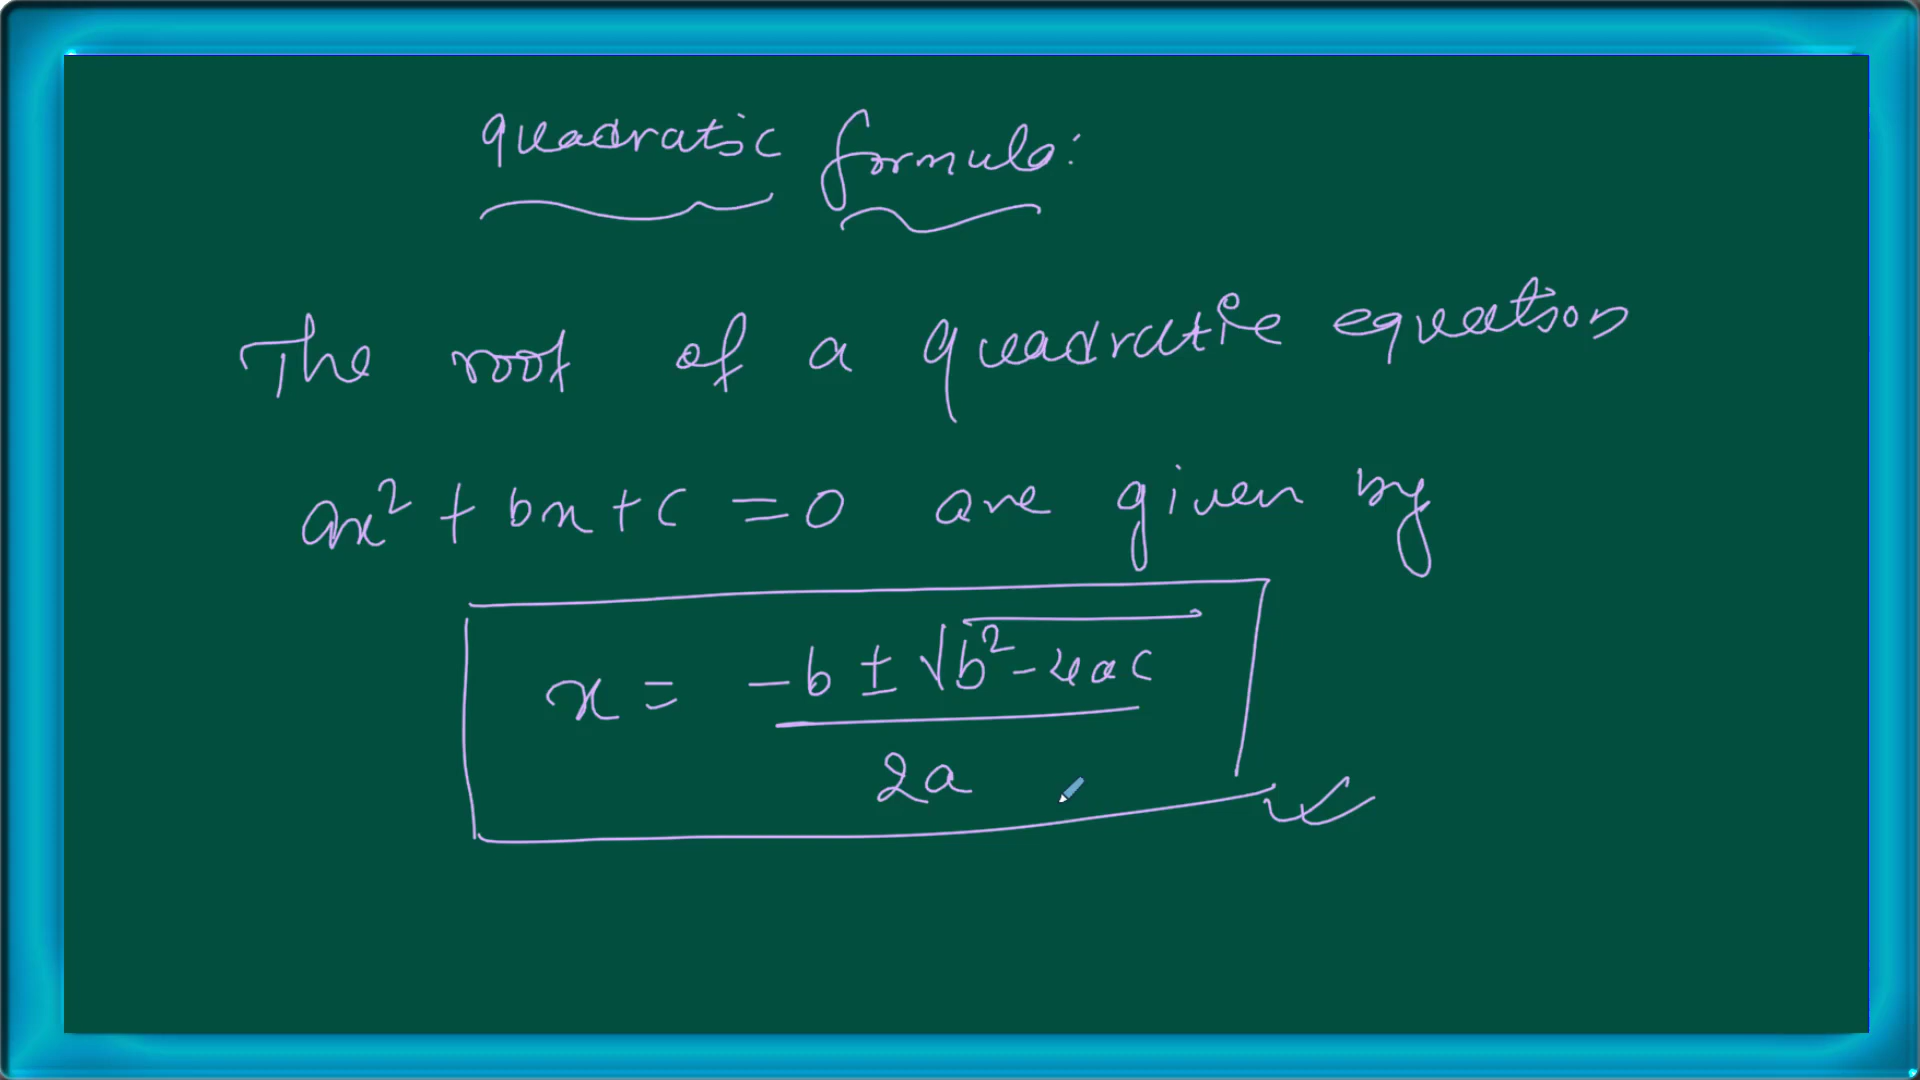 quadratic formula:
The root of a quadratic equation
ax² + bx + c = 0 are given by
x = -b ± √b² - 4ac
2a